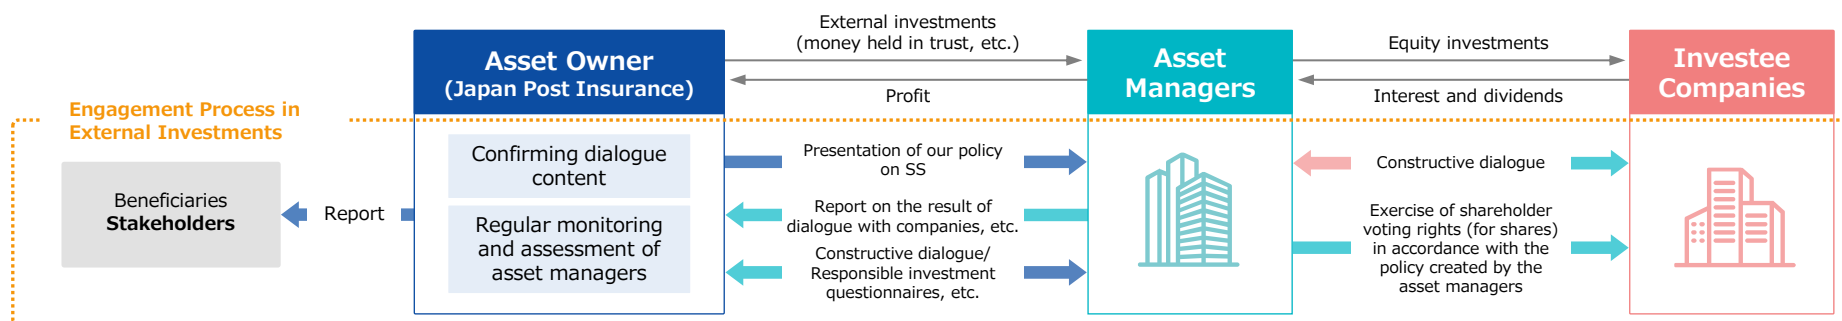 External investments
(money held in trust, etc.)
Asset Owner
(Japan Post Insurance)
Profit
Asset
Managers
Equity investments
Interest and dividends
Investee
Companies
Engagement Process in
External Investments
Beneficiaries
Stakeholders
Report
Confirming dialogue
content
Regular monitoring
and assessment of
asset managers
Presentation of our policy
on SS
Report on the result of
dialogue with companies, etc.
Constructive dialogue/
Responsible investment
questionnaires, etc.
Constructive dialogue
Exercise of shareholder
voting rights (for shares)
in accordance with the
policy created by the
asset managers